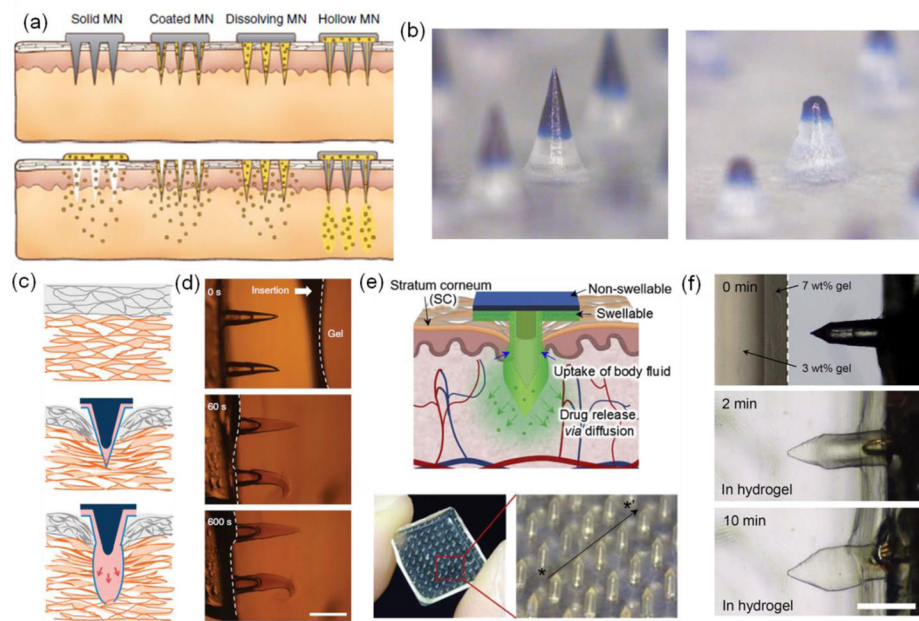 (a)
Solid MN
Coated MN
Dissolving MN
Hollow MN
(b)
(c)
(d)
0 s
Insertion
Gel
60 s
600 s
(e)
Stratum corneum
(SC)
Non-swellable
Swellable
Uptake of body fluid
Drug release
via diffusion
*
*'
(f)
0 min
7 wt% gel
3 wt% gel
2 min
In hydrogel
10 min
In hydrogel